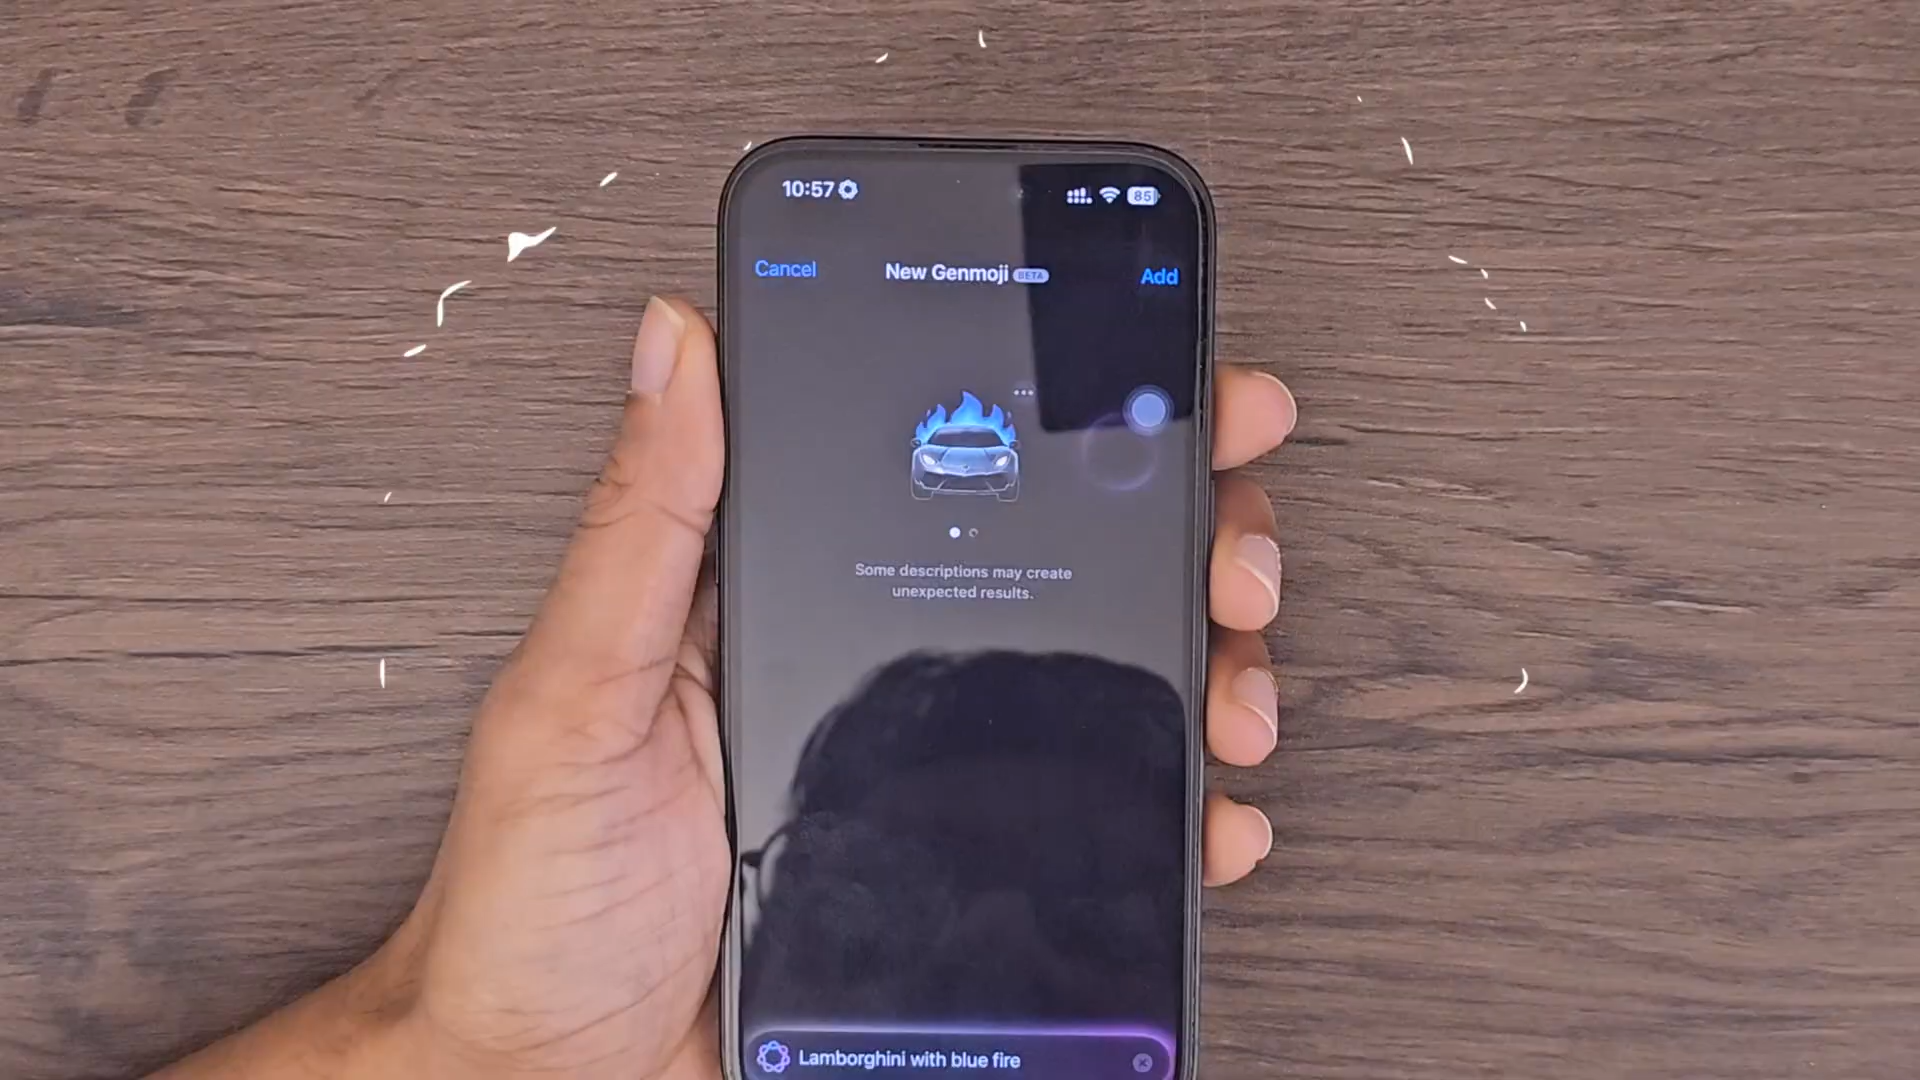 10:57
85
Cancel
New Genmoji BETA
Add
Some descriptions may create
unexpected results.
Lamborghini with blue fire